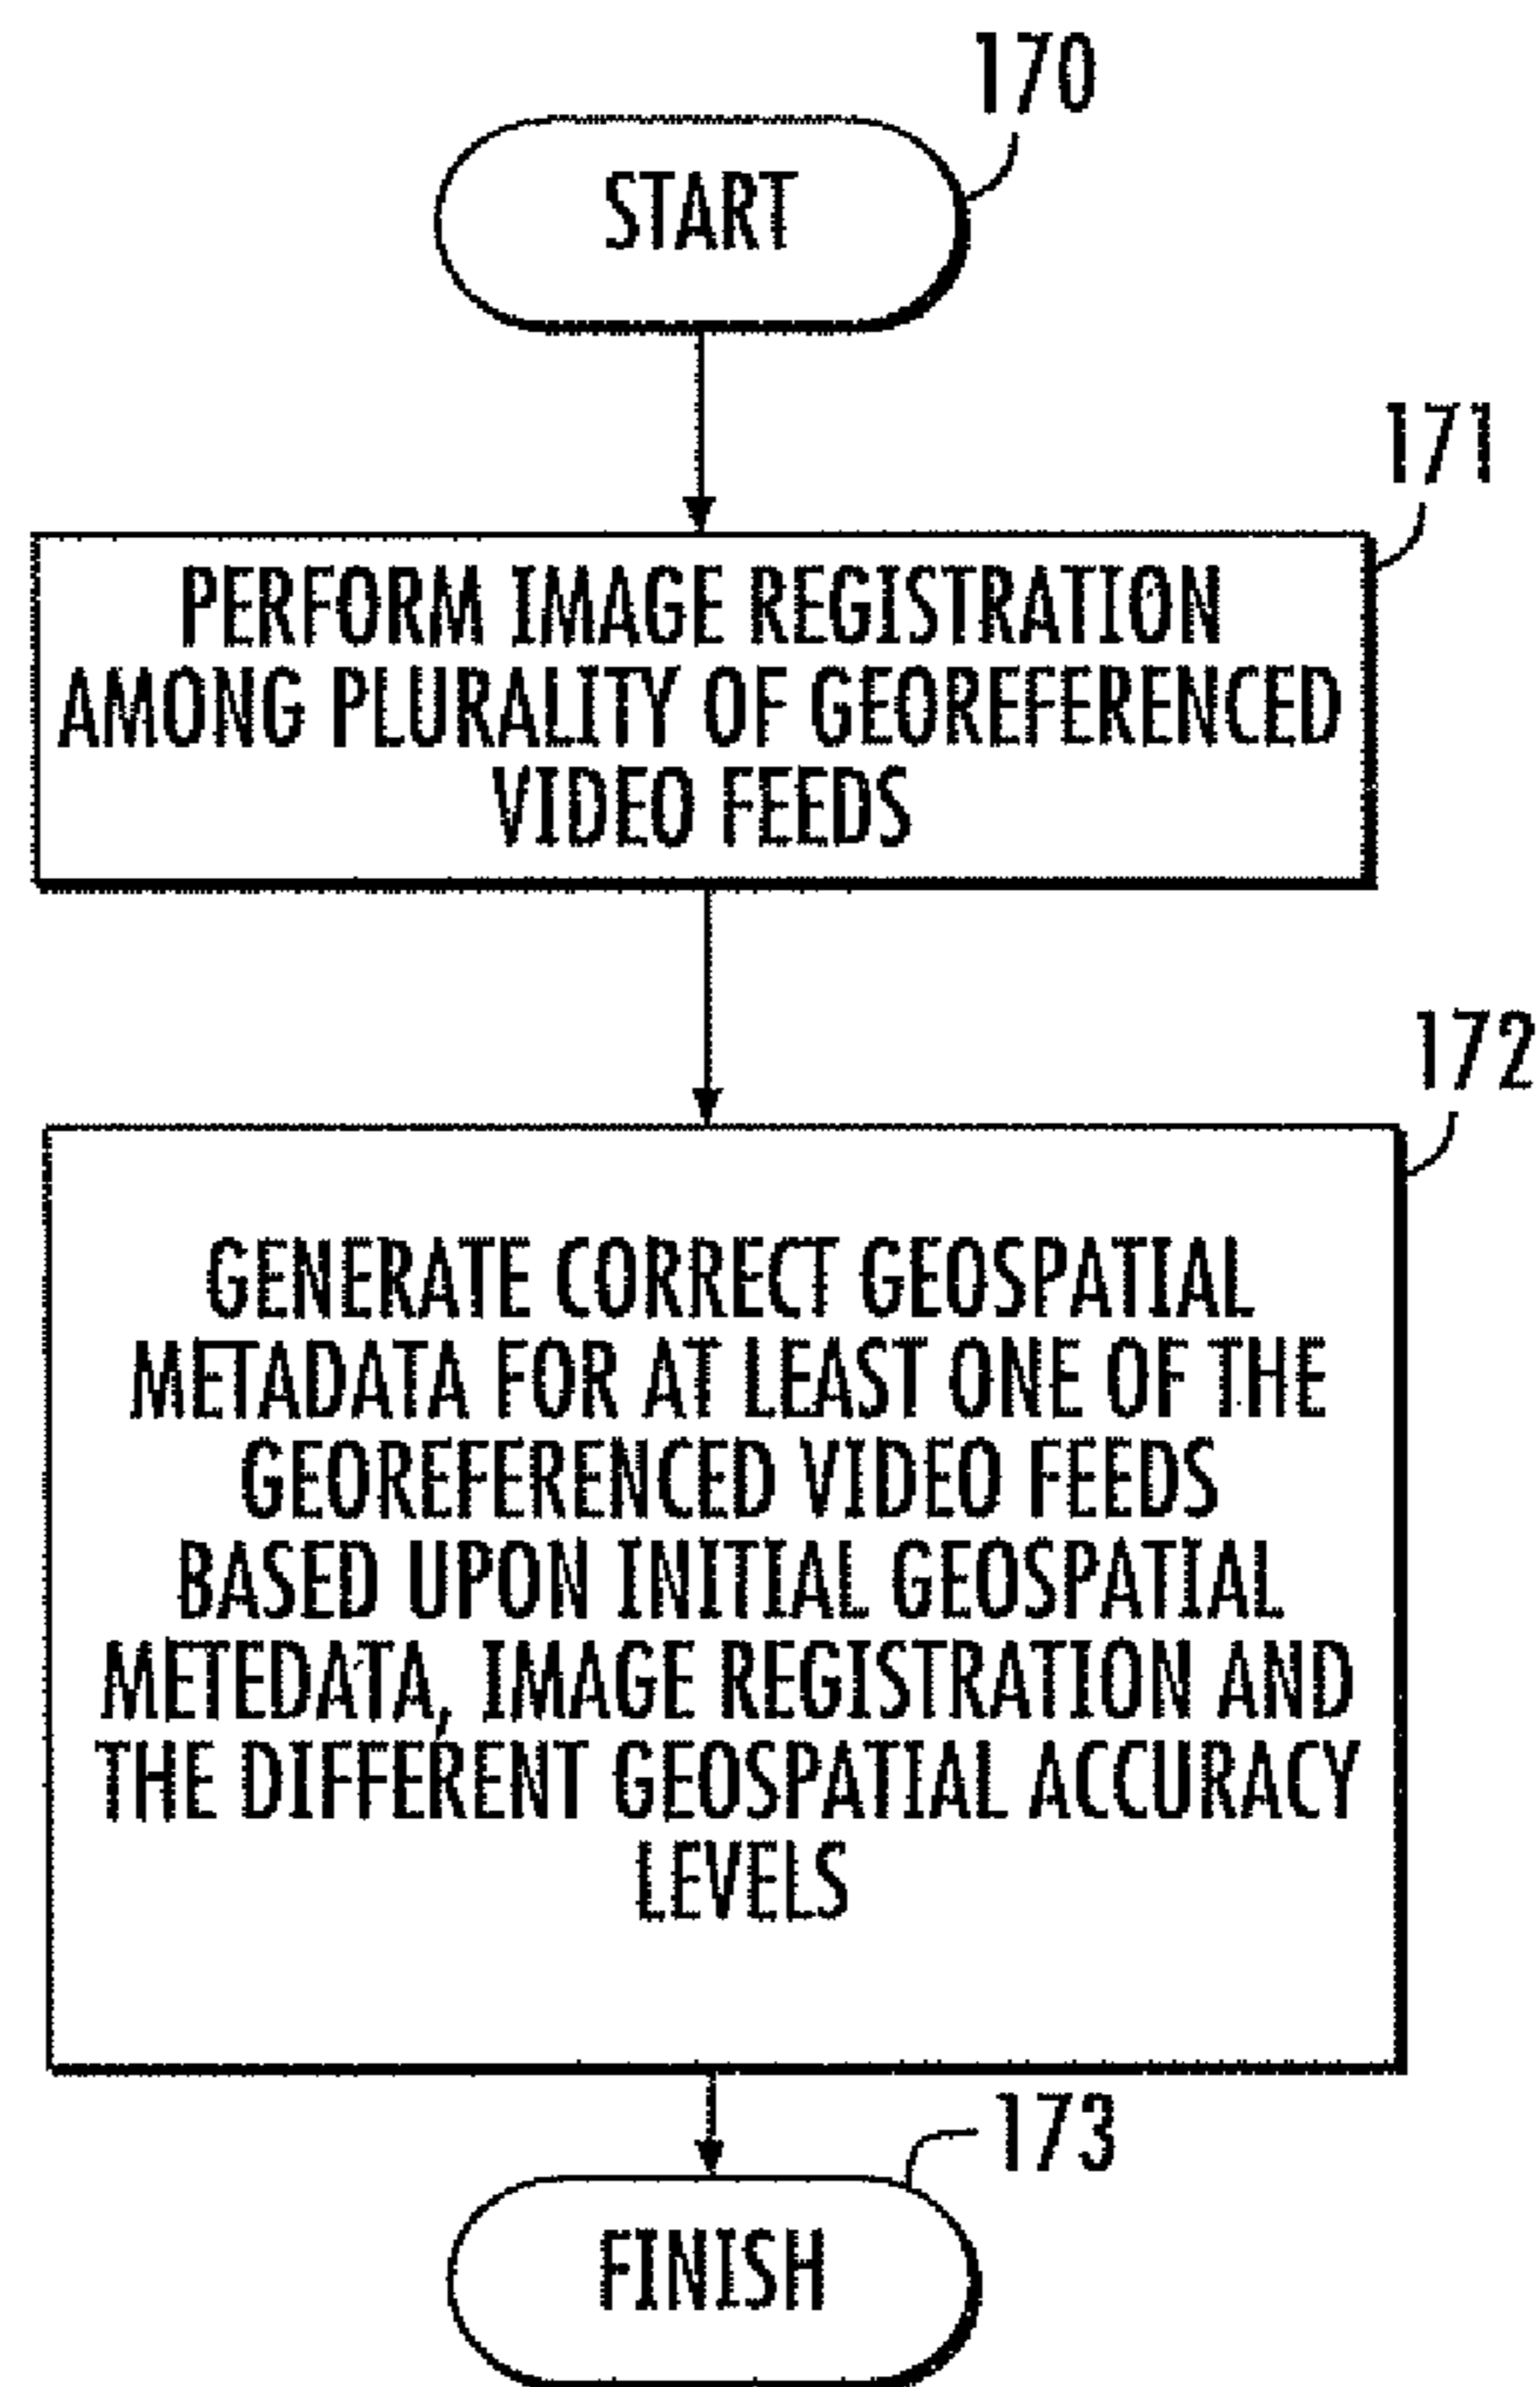 170
START
171
PERFORM IMAGE REGISTRATION
AMONG PLURALITY OF GEOREFERENCED
VIDEO FEEDS
172
GENERATE CORRECT GEOSPATIAL
METADATA FOR AT LEAST ONE OF THE
GEOREFERENCED VIDEO FEEDS
BASED UPON INITIAL GEOSPATIAL
METEDATA, IMAGE REGISTRATION AND
THE DIFFERENT GEOSPATIAL ACCURACY
LEVELS
173
FINISH